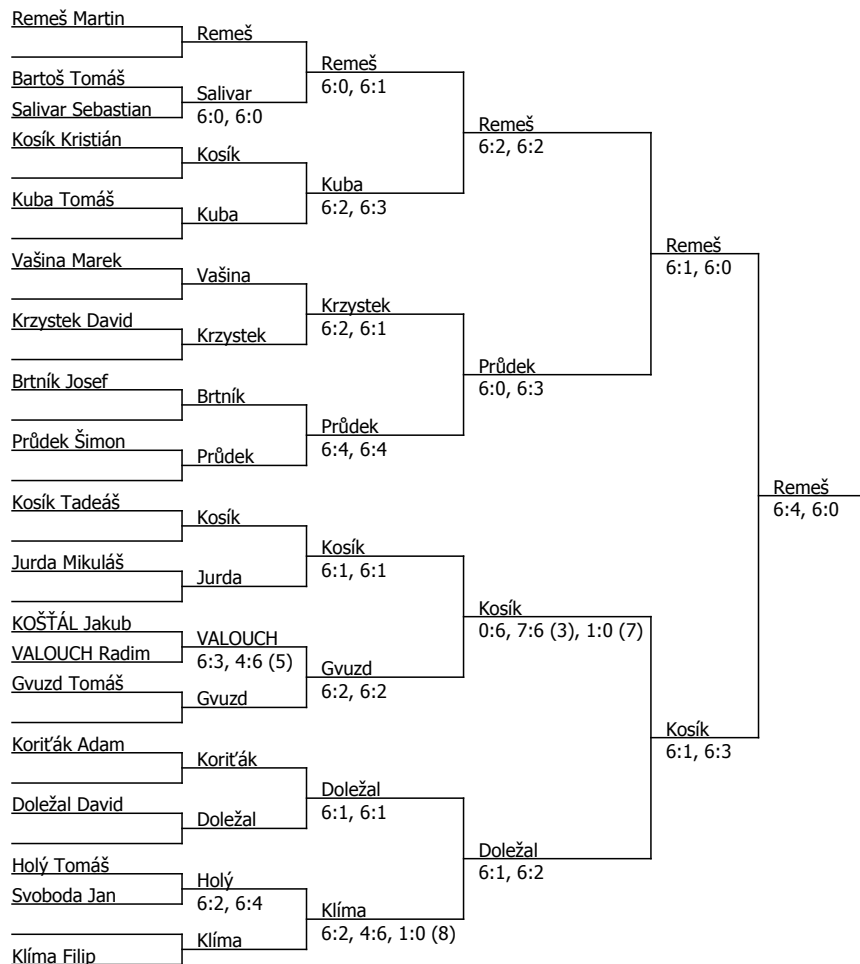 Remeš Martin
Bartoš Tomáš
Salivar Sebastian
Kosík Kristián
Kuba Tomáš
Vašina Marek
Krzystek David
Brtník Josef
Průdek Šimon
Kosík Tadeáš
Jurda Mikuláš
KOŠŤÁL Jakub
VALOUCH Radim
Gvuzd Tomáš
Koriťák Adam
Doležal David
Holý Tomáš
Svoboda Jan
Klíma Filip
Remeš
Salivar
6:0, 6:0
Kosík
Kuba
Vašina
Krzystek
Brtník
Průdek
Kosík
Jurda
VALOUCH
6:3, 4:6 (5)
Gvuzd
Koriťák
Doležal
Holý
6:2, 6:4
Klíma
Remeš
6:0, 6:1
Kuba
6:2, 6:3
Krzystek
6:2, 6:1
Průdek
6:4, 6:4
Kosík
6:1, 6:1
Gvuzd
6:2, 6:2
Doležal
6:1, 6:1
Klíma
6:2, 4:6, 1:0 (8)
Remeš
6:2, 6:2
Průdek
6:0, 6:3
Kosík
0:6, 7:6 (3), 1:0 (7)
Doležal
6:1, 6:2
Remeš
6:1, 6:0
Kosík
6:1, 6:3
Remeš
6:4, 6:0